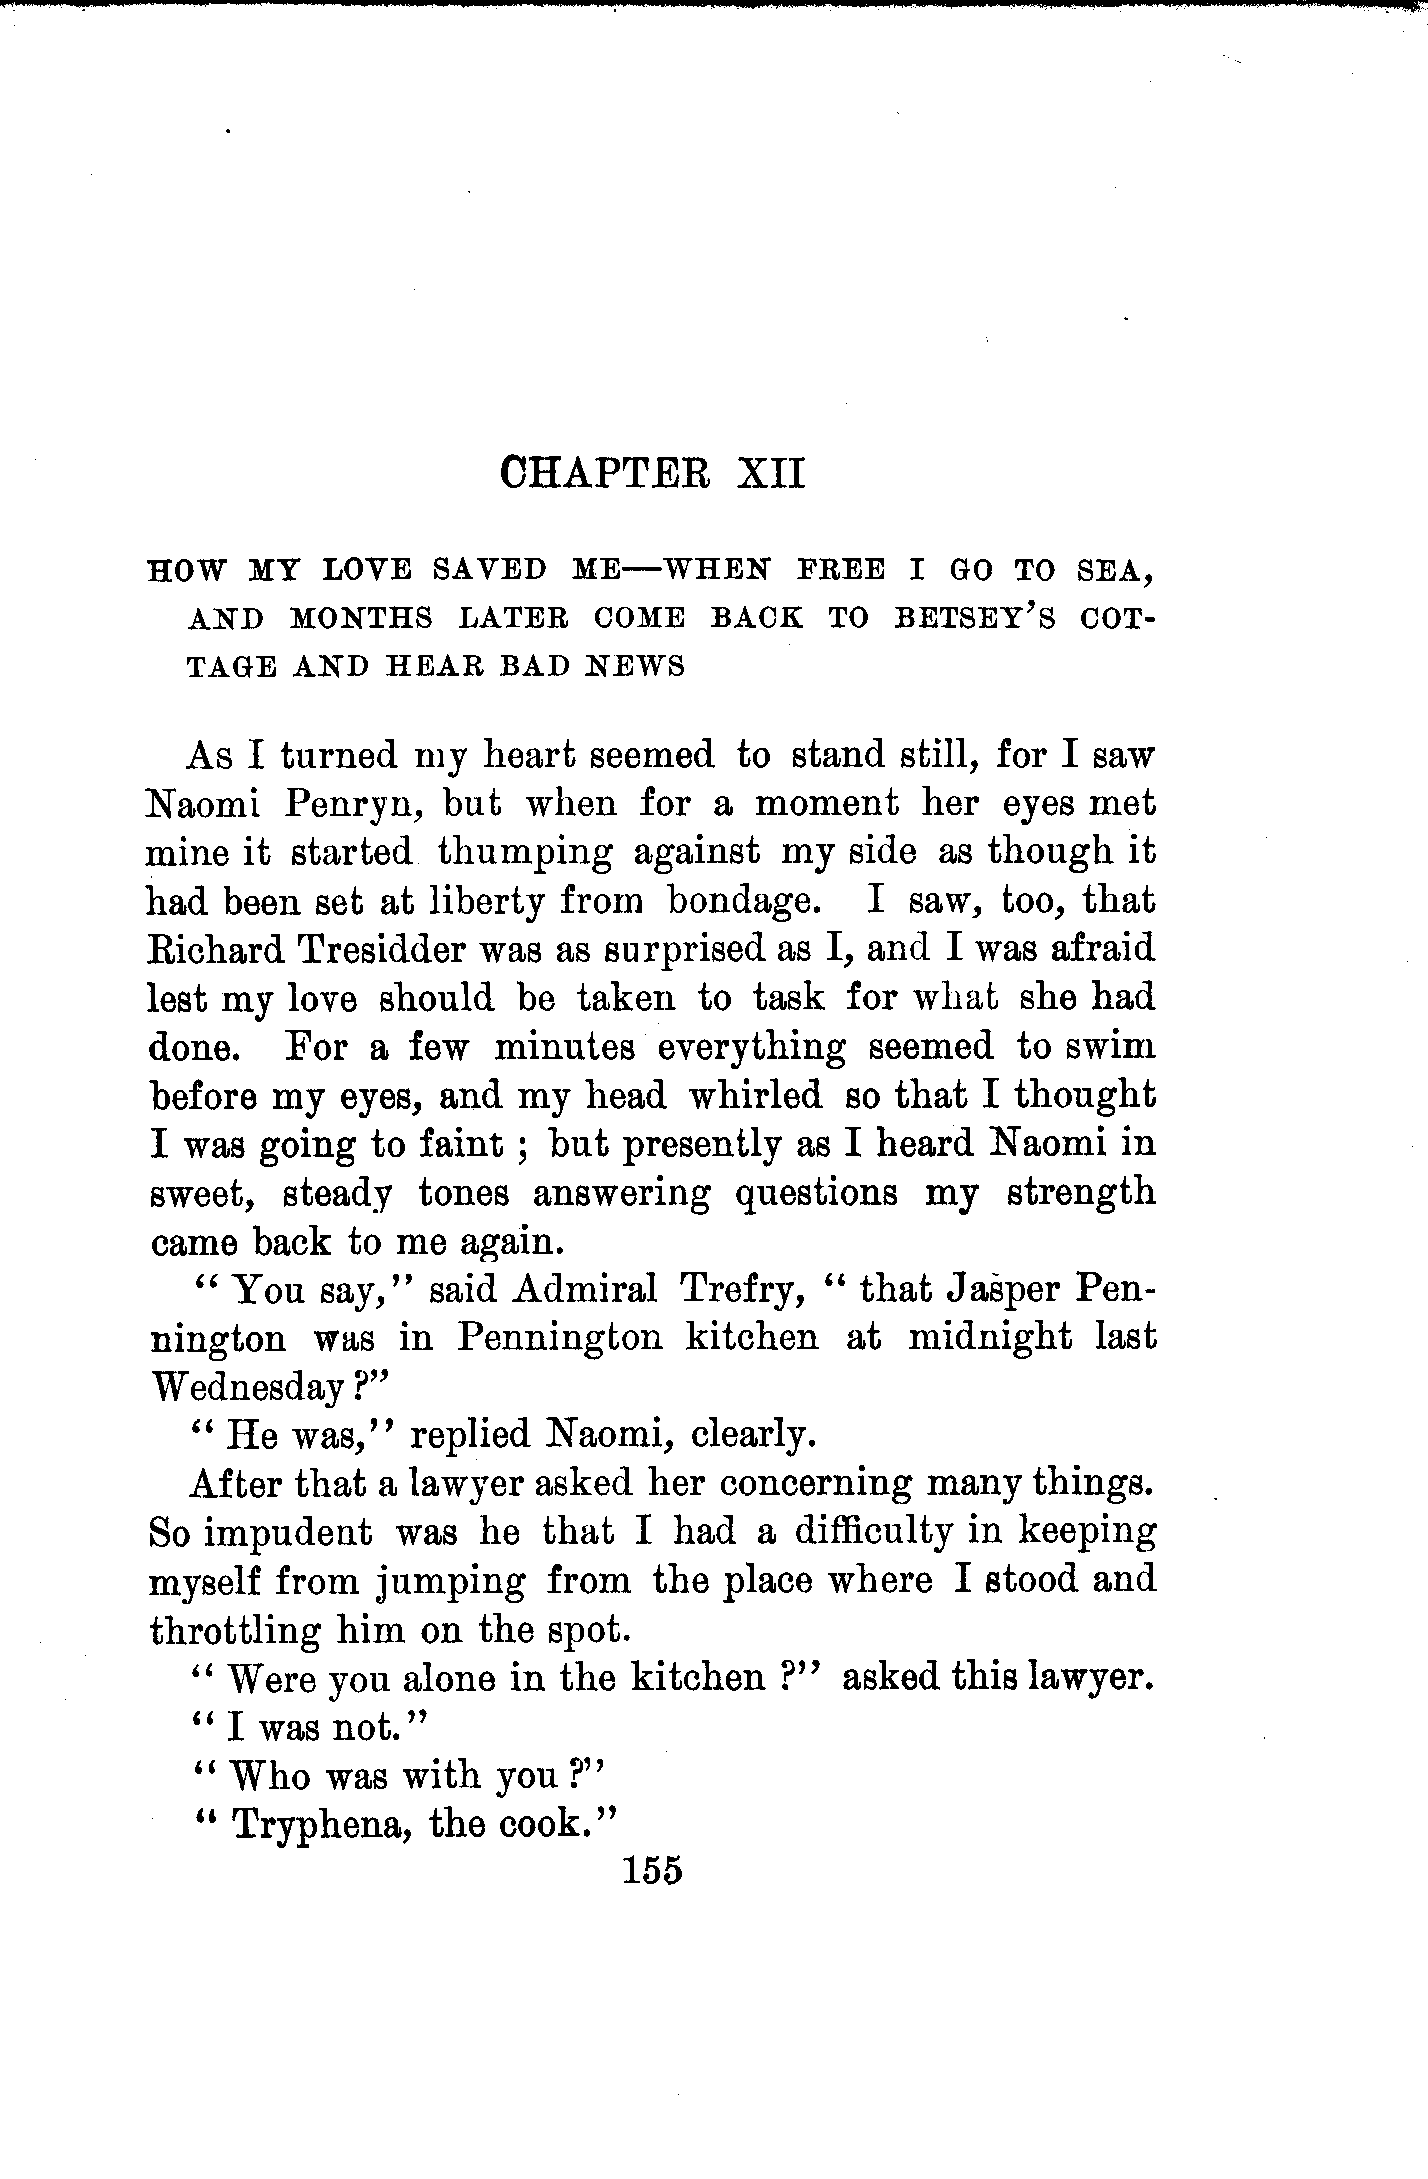 CHAPTER XII
HOW MY LOVE SAVED ME—WHEN FREE I GO TO SEA,
AND MONTHS LATER COME BACK TO BETSEY'S COT-
TAGE AND HEAR BAD NEWS
As I turned my heart seemed to stand still, for I saw
Naomi Penryn, but when for a moment her eyes met
mine it started thumping against my side as though it
had been set at liberty from bondage. I saw, too, that
Richard Tresidder was as surprised as I, and I was afraid
lest my love should be taken to task for what she had
done. For a few minutes everything seemed to swim
before my eyes, and my head whirled so that I thought
I was going to faint ; but presently as I heard Naomi in
sweet, steady tones answering questions my strength
came back to me again.
" You say," said Admiral Trefry, " that Jasper Pen-
nington was in Pennington kitchen at midnight last
Wednesday ?"
" He was," replied Naomi, clearly.
After that a lawyer asked her concerning many things.
So impudent was he that I had a difficulty in keeping
myself from jumping from the place where I stood and
throttling him on the spot.
" Were you alone in the kitchen ?" asked this lawyer.
" I was not."
" Who was with you ?"
" Tryphena, the cook."
155